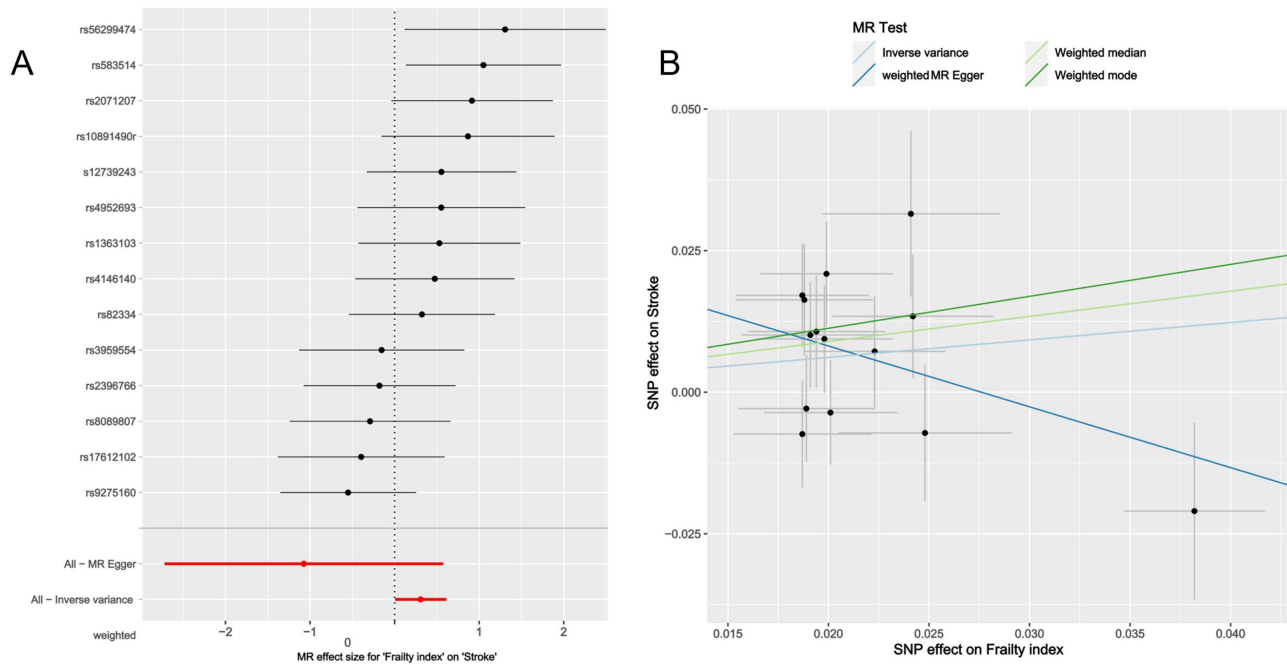 A
rs56299474
rs583514
rs2071207
rs10891490r
s12739243
rs4952693
rs1363103
rs4146140
rs82334
rs3959554
rs2396766
rs8089807
rs17612102
rs9275160
All − MR Egger
All − Inverse variance
weighted
−2 −1 0 1 2
MR effect size for 'Frailty index' on 'Stroke'
B
MR Test
Inverse variance
weighted MR Egger
Weighted median
Weighted mode
SNP effect on Stroke
0.050
0.025
0.000
−0.025
0.015 0.020 0.025 0.030 0.035 0.040
SNP effect on Frailty index